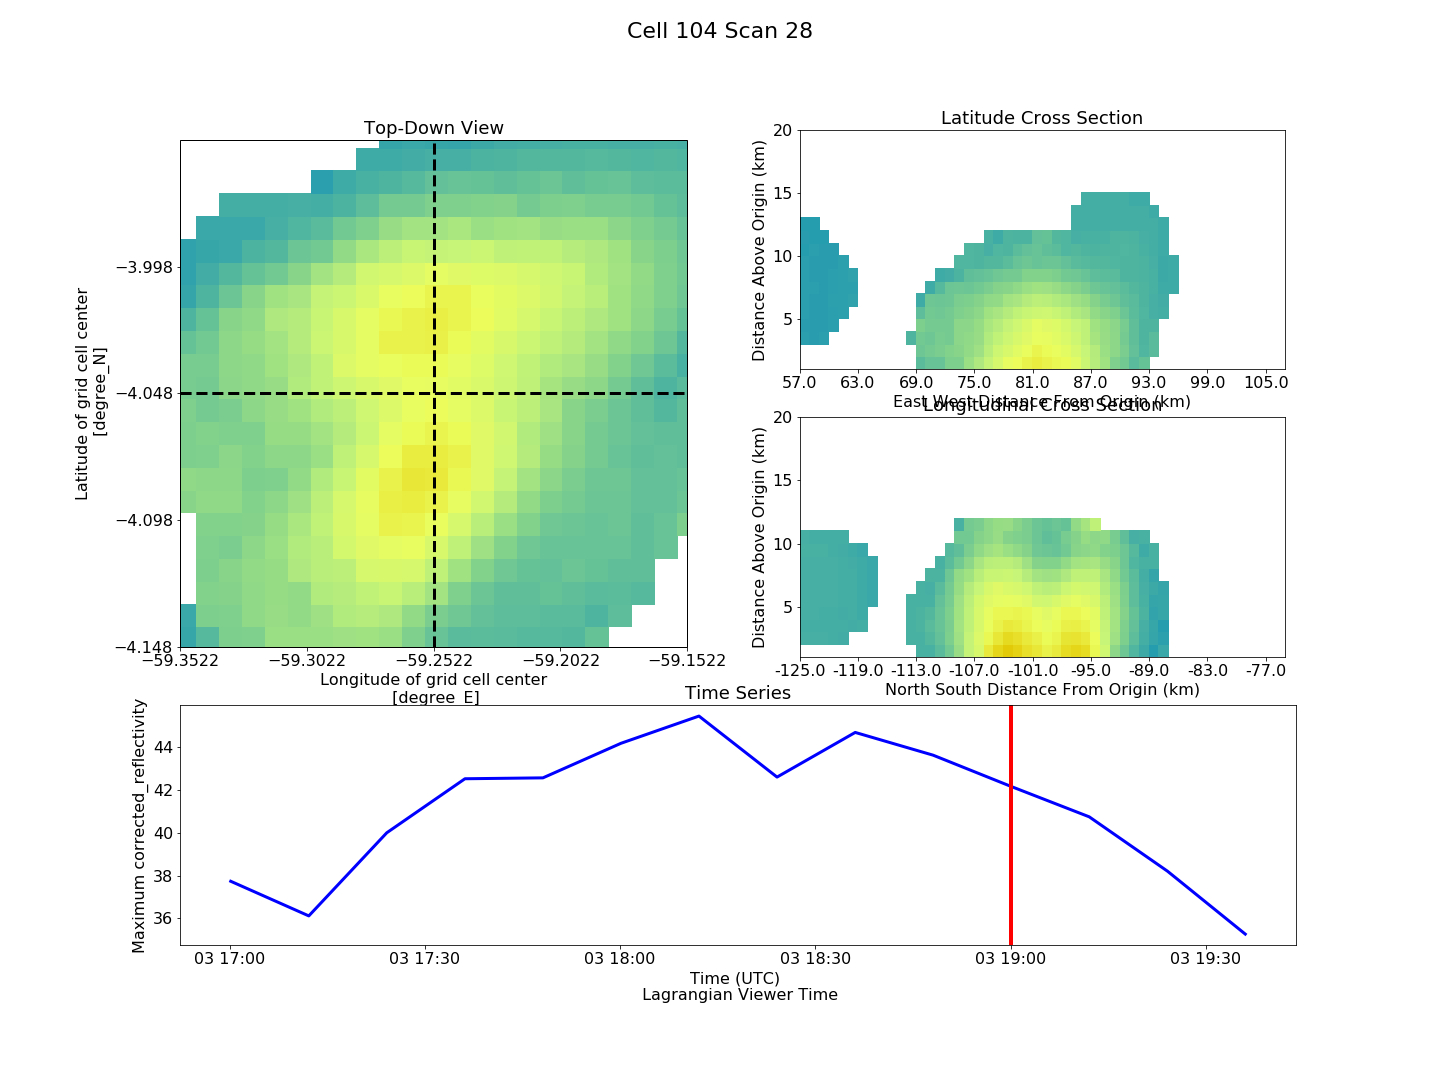 Cell 104 Scan 28
Top-Down View
Latitude of grid cell center
[degree_N]
−3.998
−4.048
−4.098
−4.148
−59.3522 −59.3022 −59.2522 −59.2022 −59.1522
Longitude of grid cell center
[degree_E]
Latitude Cross Section
Distance Above Origin (km)
20
15
10
5
57.0 63.0 69.0 75.0 81.0 87.0 93.0 99.0 105.0
East West Distance From Origin (km)
Longitudinal Cross Section
Distance Above Origin (km)
20
15
10
5
-125.0 -119.0 -113.0 -107.0 -101.0 -95.0 -89.0 -83.0 -77.0
North South Distance From Origin (km)
Time Series
Maximum corrected_reflectivity
44
42
40
38
36
03 17:00 03 17:30 03 18:00 03 18:30 03 19:00 03 19:30
Time (UTC)
Lagrangian Viewer Time